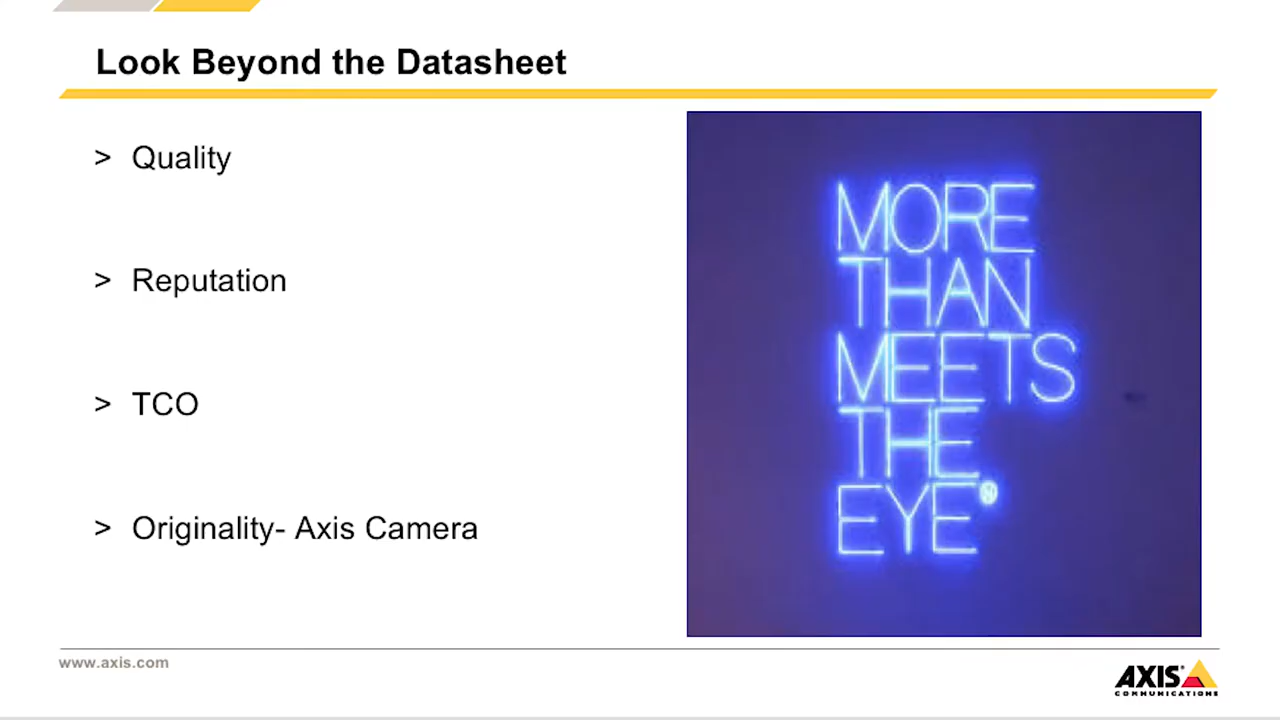 Look Beyond the Datasheet
> Quality
> Reputation
> TCO
> Originality- Axis Camera
MORE
THAN
MEETS
THE
EYE®
www.axis.com
AXIS
COMMUNICATIONS